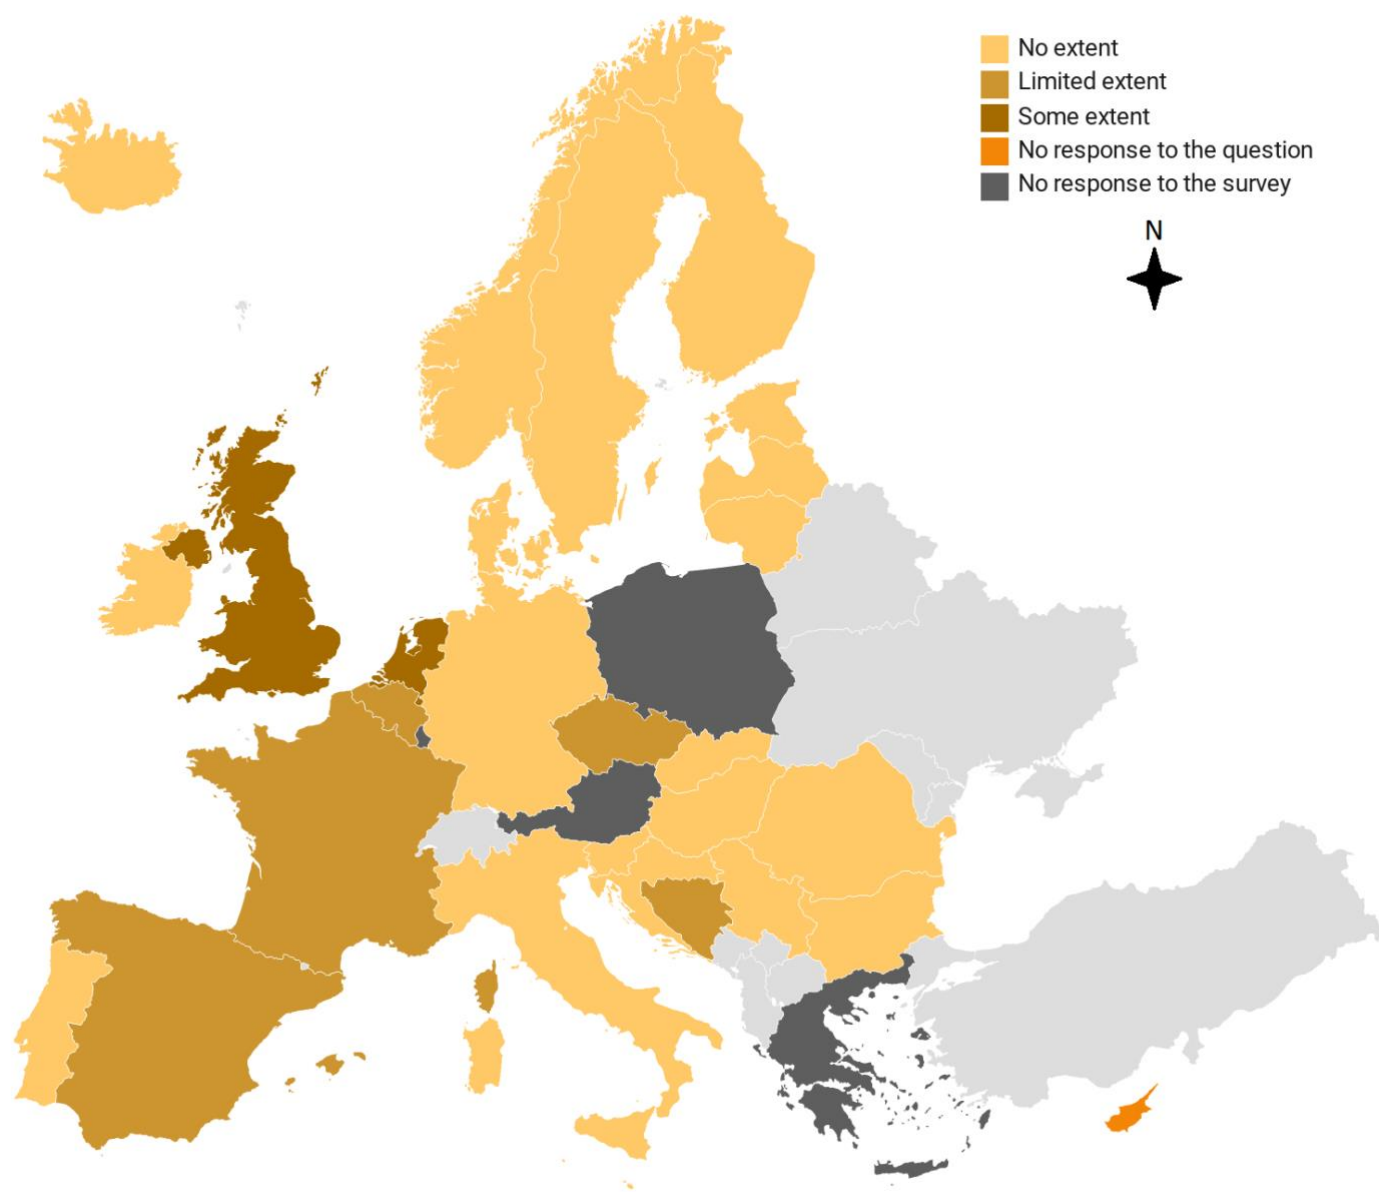 No extent
Limited extent
Some extent
No response to the question
No response to the survey
N